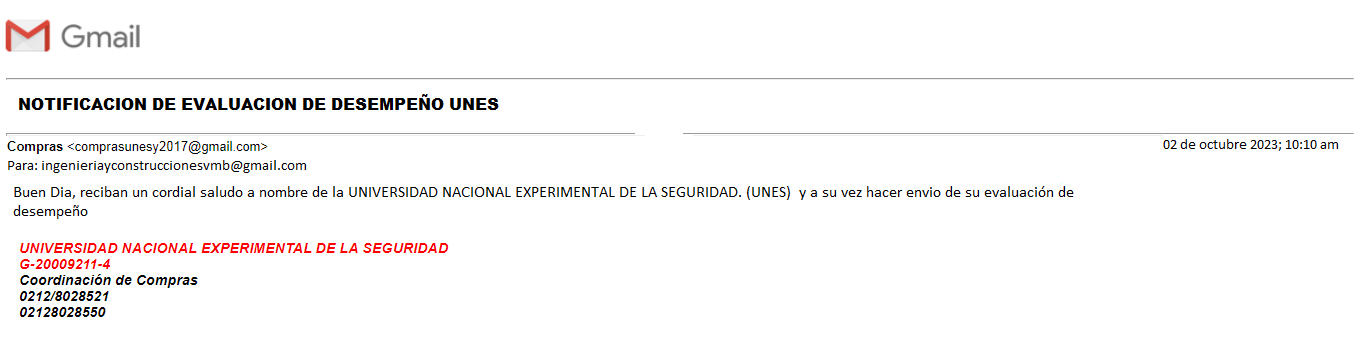 Gmail
NOTIFICACION DE EVALUACION DE DESEMPEÑO UNES
Compras <comprasunesy2017@gmail.com>
02 de octubre 2023; 10:10 am
Para: ingenieriayconstruccionesvmb@gmail.com
Buen Dia, reciban un cordial saludo a nombre de la UNIVERSIDAD NACIONAL EXPERIMENTAL DE LA SEGURIDAD. (UNES) y a su vez hacer envio de su evaluación de
desempeño
UNIVERSIDAD NACIONAL EXPERIMENTAL DE LA SEGURIDAD
G-20009211-4
Coordinación de Compras
0212/8028521
02128028550